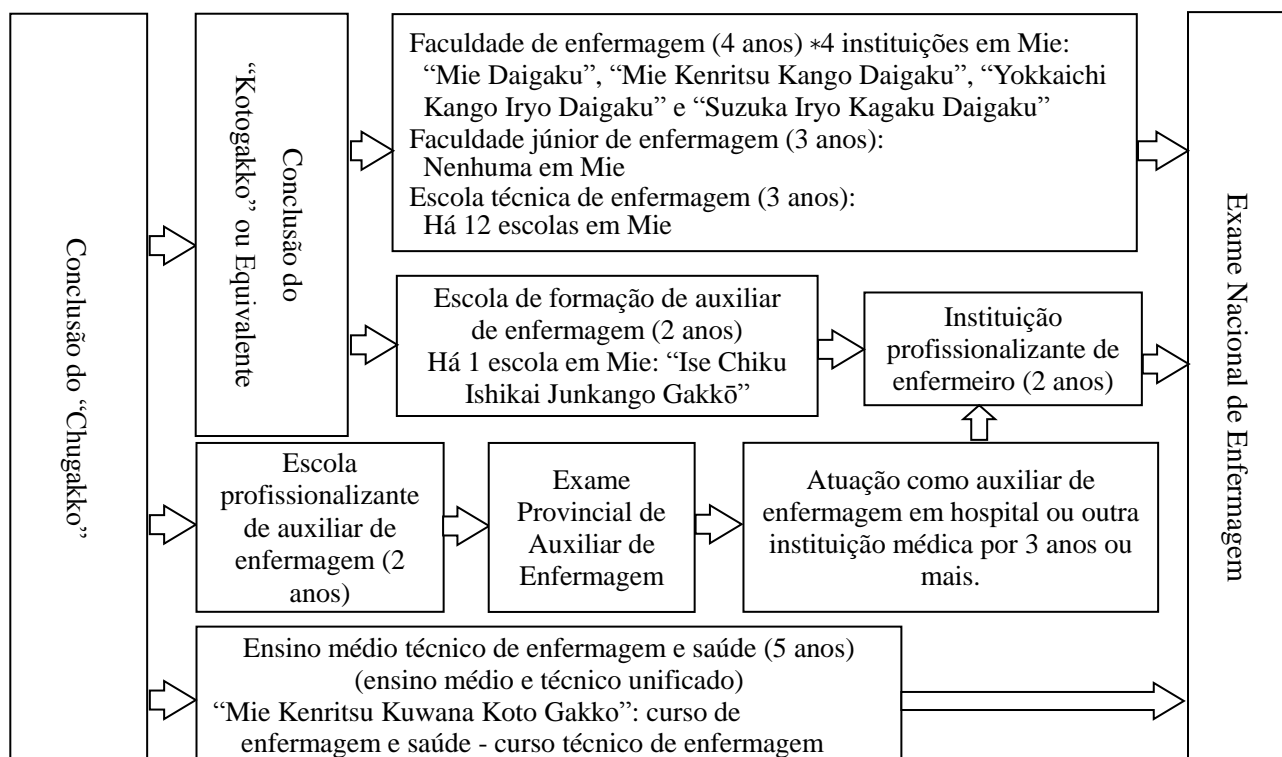 Conclusão do “Chugakko”
Conclusão do
“Kotogakko” ou Equivalente
Faculdade de enfermagem (4 anos) *4 instituições em Mie:
“Mie Daigaku”, “Mie Kenritsu Kango Daigaku”, “Yokkaichi
Kango Iryo Daigaku” e “Suzuka Iryo Kagaku Daigaku”
Faculdade júnior de enfermagem (3 anos):
Nenhuma em Mie
Escola técnica de enfermagem (3 anos):
Há 12 escolas em Mie
Escola de formação de auxiliar
de enfermagem (2 anos)
Há 1 escola em Mie: “Ise Chiku
Ishikai Junkango Gakkō”
Instituição
profissionalizante de
enfermeiro (2 anos)
Escola
profissionalizante
de auxiliar de
enfermagem (2
anos)
Exame
Provincial de
Auxiliar de
Enfermagem
Atuação como auxiliar de
enfermagem em hospital ou outra
instituição médica por 3 anos ou
mais.
Ensino médio técnico de enfermagem e saúde (5 anos)
(ensino médio e técnico unificado)
“Mie Kenritsu Kuwana Koto Gakko”: curso de
enfermagem e saúde - curso técnico de enfermagem
Exame Nacional de Enfermagem